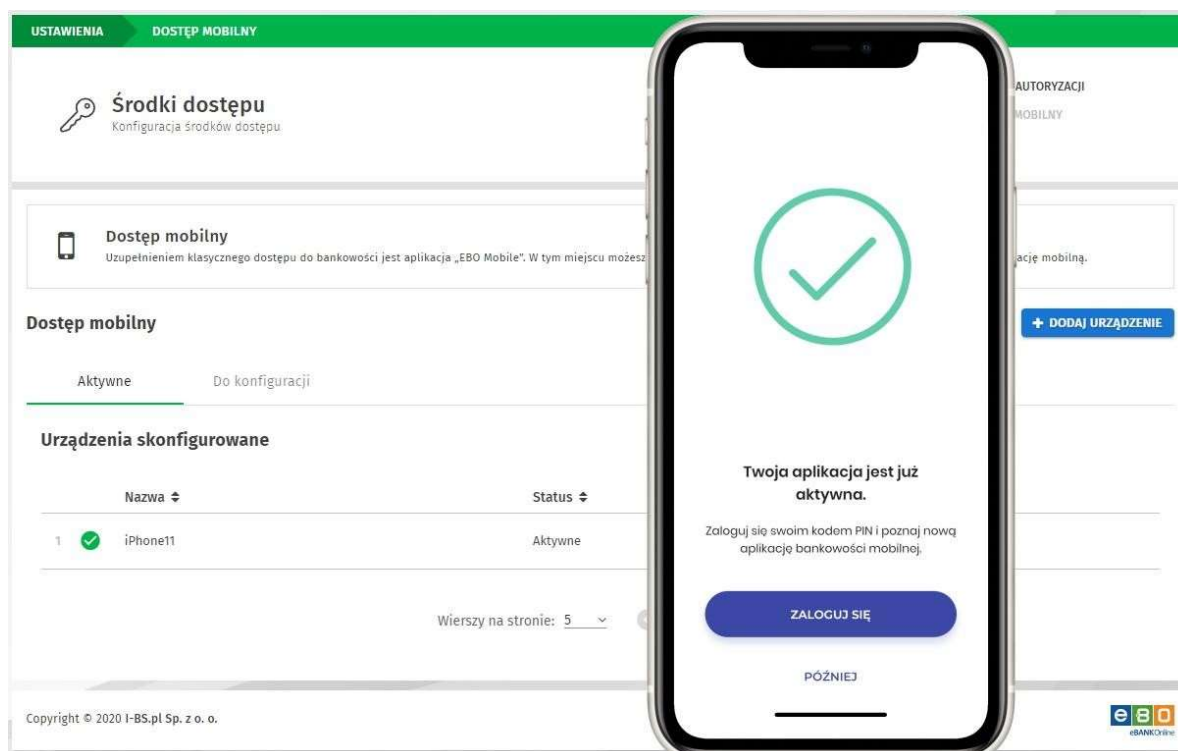 USTAWIENIA
DOSTĘP MOBILNY
AUTORYZACJI
MOBILNY
Środki dostępu
Konfiguracja środków dostępu
Dostęp mobilny
Uzupełnieniem klasycznego dostępu do bankowości jest aplikacja „EBO Mobile". W tym miejscu możesz
ację mobilną.
Dostęp mobilny
+ DODAJ URZĄDZENIE
Aktywne
Do konfiguracji
Urządzenia skonfigurowane
Nazwa
Status
1 iPhone11 Aktywne
Wierszy na stronie: 5
Copyright © 2020 I-BS.pl Sp. z o. o.
eBO
eBANKOnline
Twoja aplikacja jest już
aktywna.
Zaloguj się swoim kodem PIN i poznaj nową
aplikację bankowości mobilnej.
ZALOGUJ SIĘ
PÓŹNIEJ